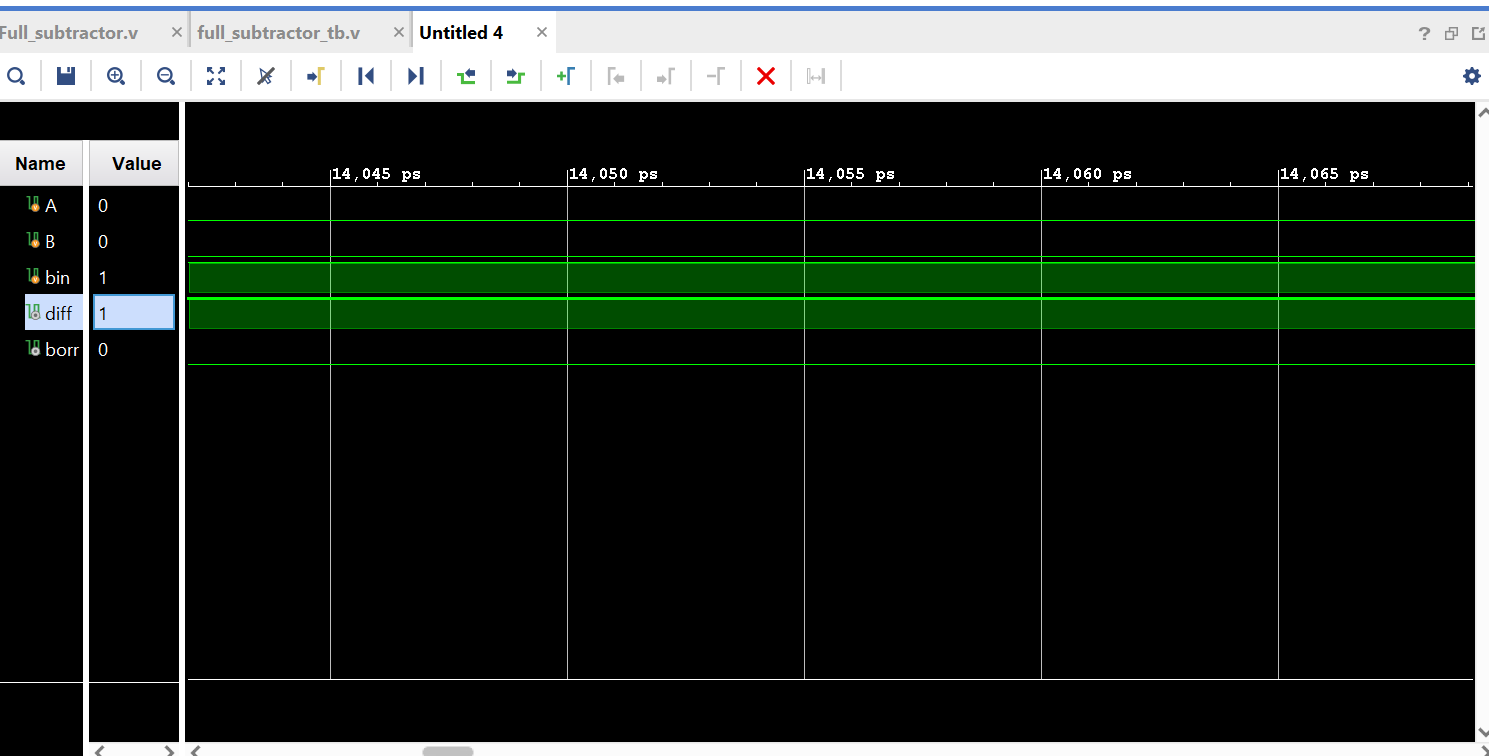 Full_subtractor.v × full_subtractor_tb.v × Untitled 4 × ?
Name Value
14,045 ps 14,050 ps 14,055 ps 14,060 ps 14,065 ps
A 0
B 0
bin 1
diff 1
borr 0